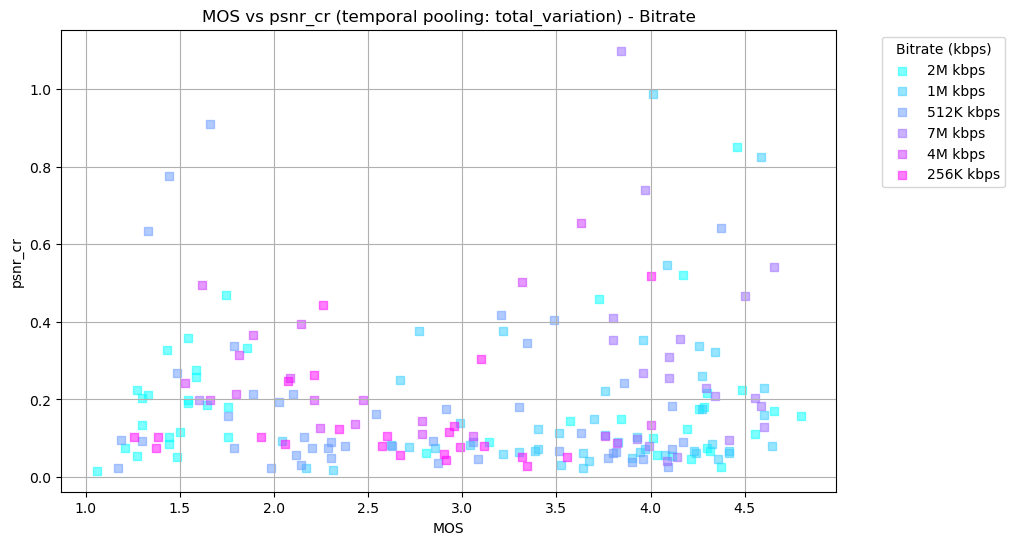 MOS vs psnr_cr (temporal pooling: total_variation) - Bitrate
psnr_cr
1.0
0.8
0.6
0.4
0.2
0.0
1.0 1.5 2.0 2.5 3.0 3.5 4.0 4.5
MOS
Bitrate (kbps)
2M kbps
1M kbps
512K kbps
7M kbps
4M kbps
256K kbps